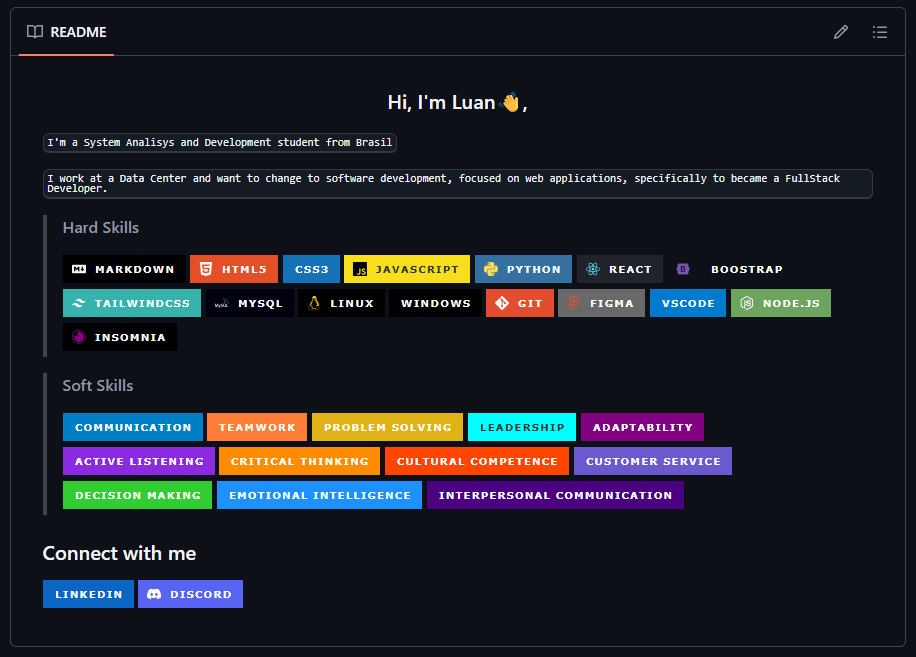 README
Hi, I'm Luan👋,
I'm a System Analisys and Development student from Brasil
I work at a Data Center and want to change to software development, focused on web applications, specifically to became a FullStack
Developer.
Hard Skills
MARKDOWN HTML5 CSS3 JS JAVASCRIPT PYTHON REACT B BOOSTRAP
TAILWINDCSS MySQL MYSQL LINUX WINDOWS GIT FIGMA VSCODE NODE.JS
INSOMNIA
Soft Skills
COMMUNICATION TEAMWORK PROBLEM SOLVING LEADERSHIP ADAPTABILITY
ACTIVE LISTENING CRITICAL THINKING CULTURAL COMPETENCE CUSTOMER SERVICE
DECISION MAKING EMOTIONAL INTELLIGENCE INTERPERSONAL COMMUNICATION
Connect with me
LINKEDIN DISCORD